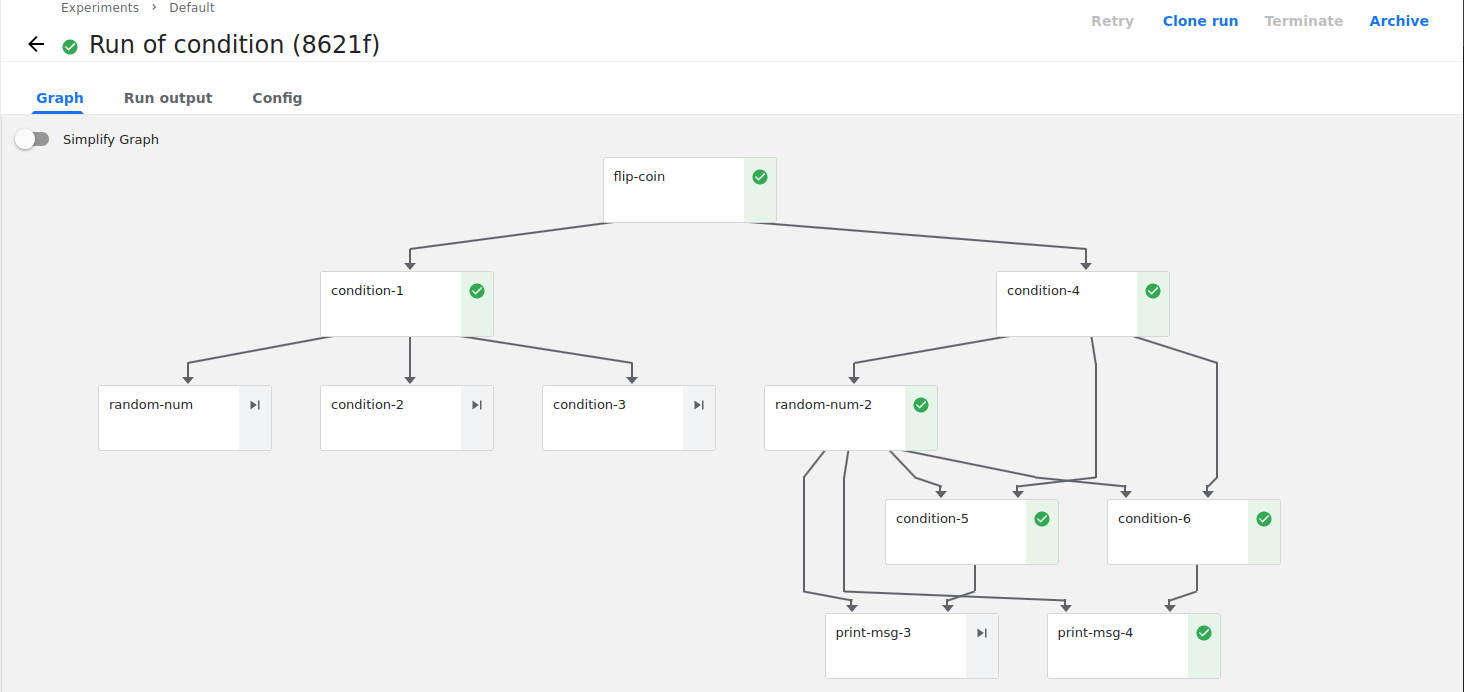 Experiments > Default
Run of condition (8621f)
Retry Clone run Terminate Archive
Graph Run output Config
Simplify Graph
flip-coin
condition-1 condition-4
random-num condition-2 condition-3 random-num-2
condition-5 condition-6
print-msg-3 print-msg-4